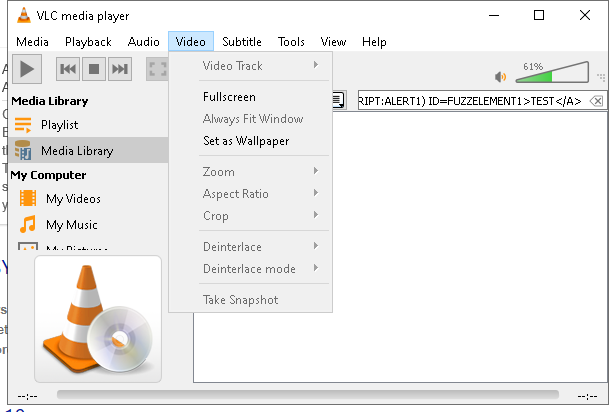 VLC media player
Media Playback Audio Video Subtitle Tools View Help
61%
Media Library
Playlist
Media Library
My Computer
My Videos
My Music
My Pictures
Video Track
Fullscreen
Always Fit Window
Set as Wallpaper
Zoom
Aspect Ratio
Crop
Deinterlace
Deinterlace mode
Take Snapshot
RIPT:ALERT1) ID=FUZZELEMENT1>TEST</A>
--:-- --:--